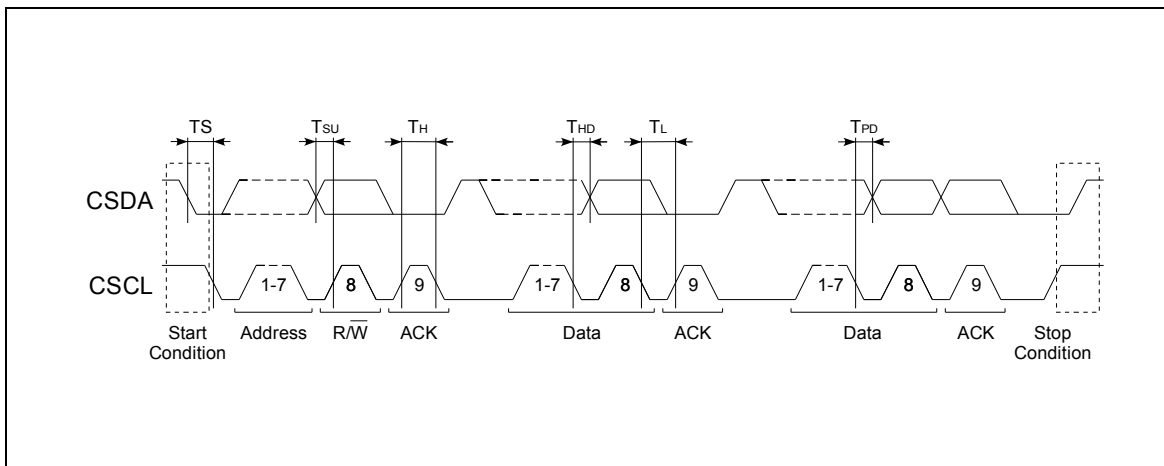 TS TSU TH THD TL TPD
CSDA
CSCL 1-7 8 9 1-7 8 9 1-7 8 9
Start Condition Address R/W̅ ACK Data ACK Data ACK Stop Condition